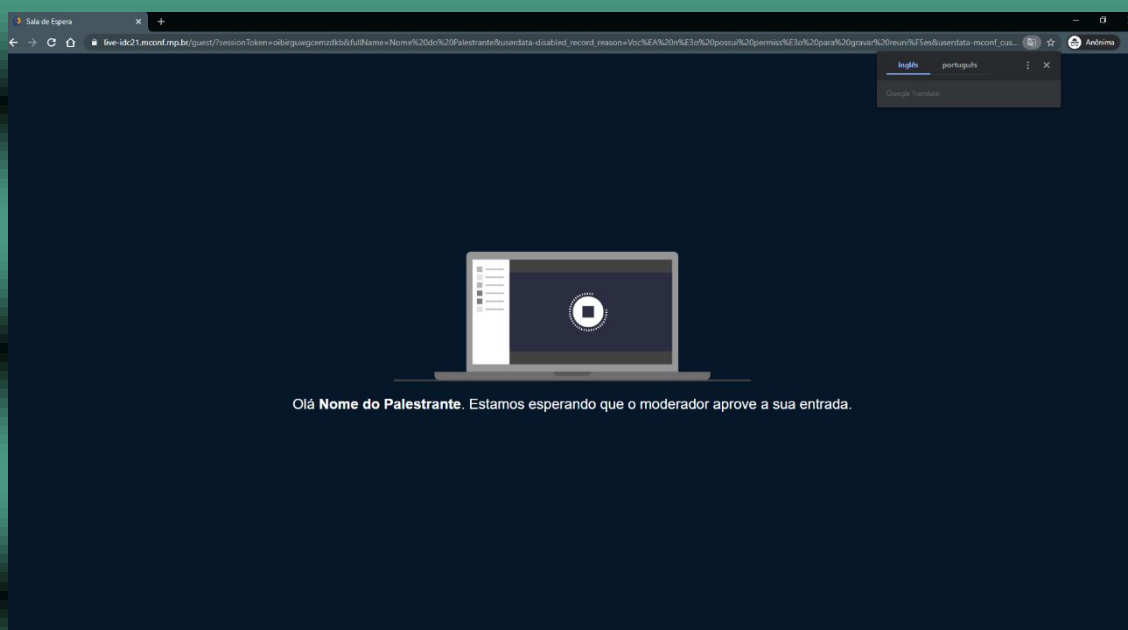 Sala de Espera
live-idc21.mconf.rnp.br/guest/?sessionToken=oibirguwgcemzdkb&fullName=Nome%20do%20Palestrante&userdata-disabled_record_reason=Voc%EA%20n%E3o%20possui%20permiss%E3o%20para%20gravar%20reuni%F5es&userdata-mconf_cus...
Anônima
inglês português
Google Translate
Olá Nome do Palestrante. Estamos esperando que o moderador aprove a sua entrada.